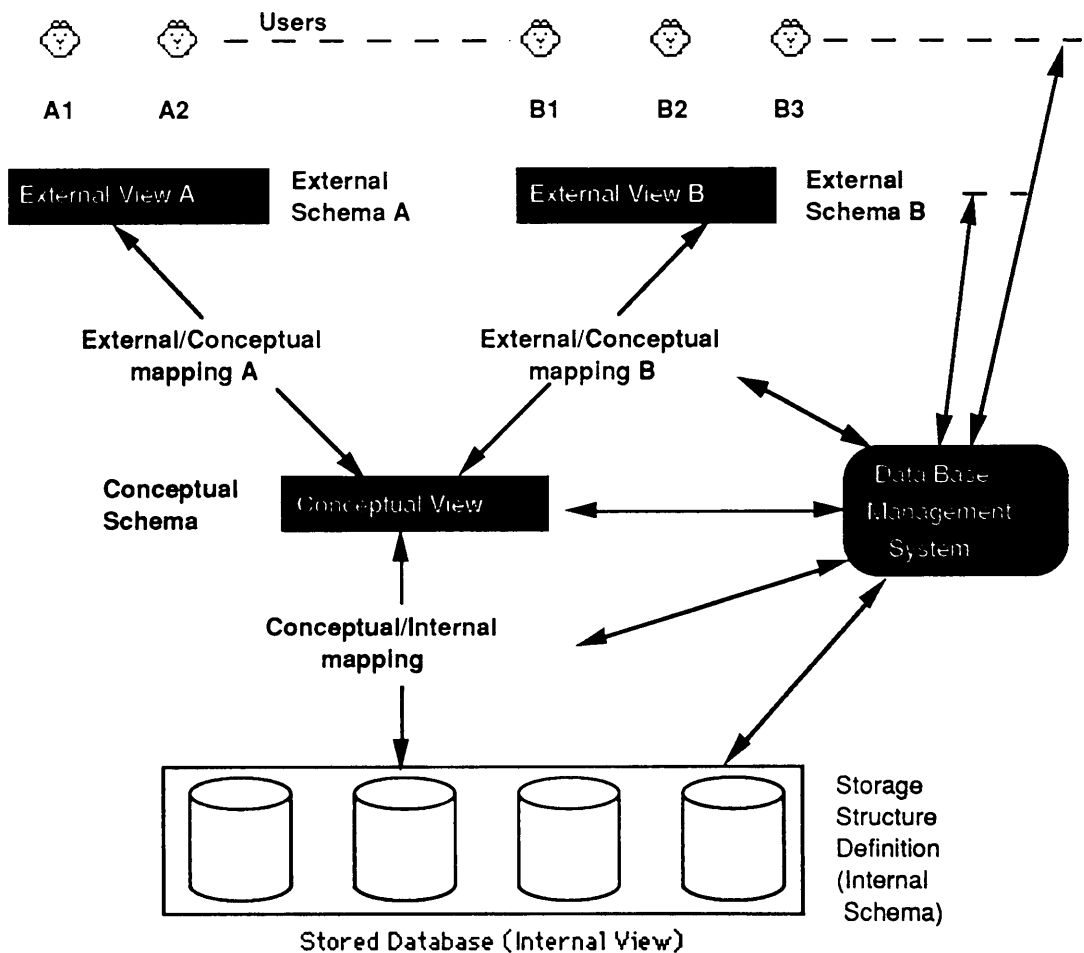 Users
A1
A2
B1
B2
B3
External View A
External
Schema A
External View B
External
Schema B
External/Conceptual
mapping A
External/Conceptual
mapping B
Conceptual
Schema
Conceptual View
Data Base
Management
System
Conceptual/Internal
mapping
Storage
Structure
Definition
(Internal
Schema)
Stored Database (Internal View)